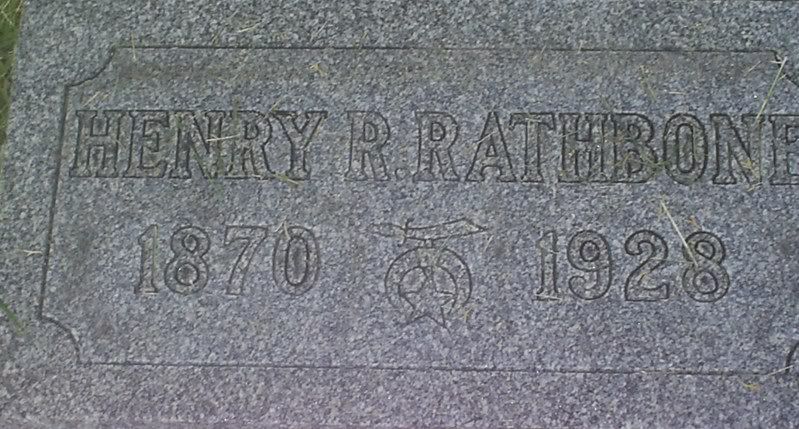 HENRY R. RATHBONE
1870 1928